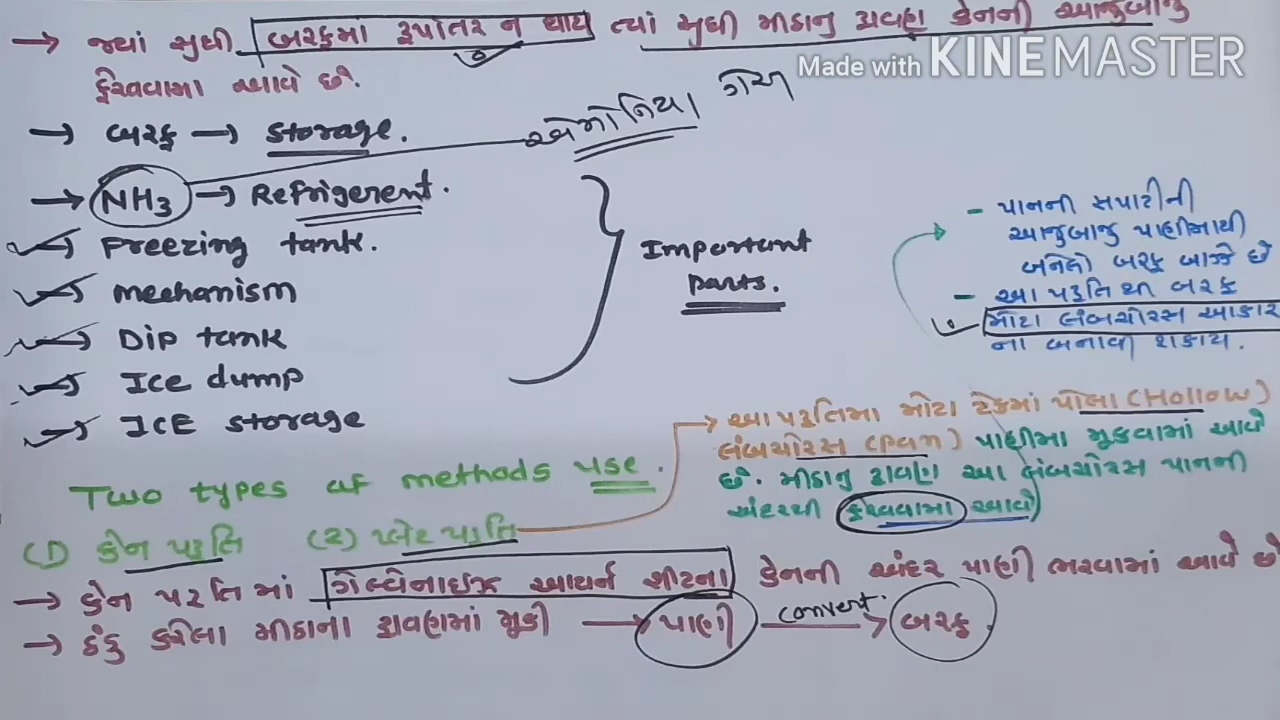 → જ્યાં સુધી બરફમાં રૂપાંતર ન થાય ત્યાં સુધી મીઠાનુ દ્રાવણ કેનની આજુબાજુ
ફેરવવામા આવે છે.
Made with KINEMASTER
→ બરફ → storage.
એમોનિયા ગેસ
→ NH3 → Refrigerent.
→ Freezing tank.
→ mechanism
→ Dip tank
→ Ice dump
→ ICE storage
Important
parts.
- પાનની સપાટીની
આજુબાજુ પાણીમાથી
બનેલો બરફ બાઝે છે
- આ પદ્ધતિ થી બરફ
મોટા લંબચોરસ આકાર
ના બનાવી શકાય.
→ આ પદ્ધતિમા મોટા ટેંકમાં પોલા (Hollow)
લંબચોરસ (pan) પાણીમા મૂકવામાં આવે
છે. મીઠાનુ દ્રાવણ આ લંબચોરસ પાનની
અંદરથી ફેરવવામા આવે
Two types of methods પડે.
(1) કેન પદ્ધતિ (2) પ્લેટ પદ્ધતિ
→ કેન પદ્ધતિ માં ગેલ્વેનાઈઝ આયર્ન શીટના કેનની અંદર પાણી ભરવામાં આવે છે
→ ઠંડુ કરેલા મીઠાના દ્રાવણમાં મૂકી → પાણી convert. → બરફ.